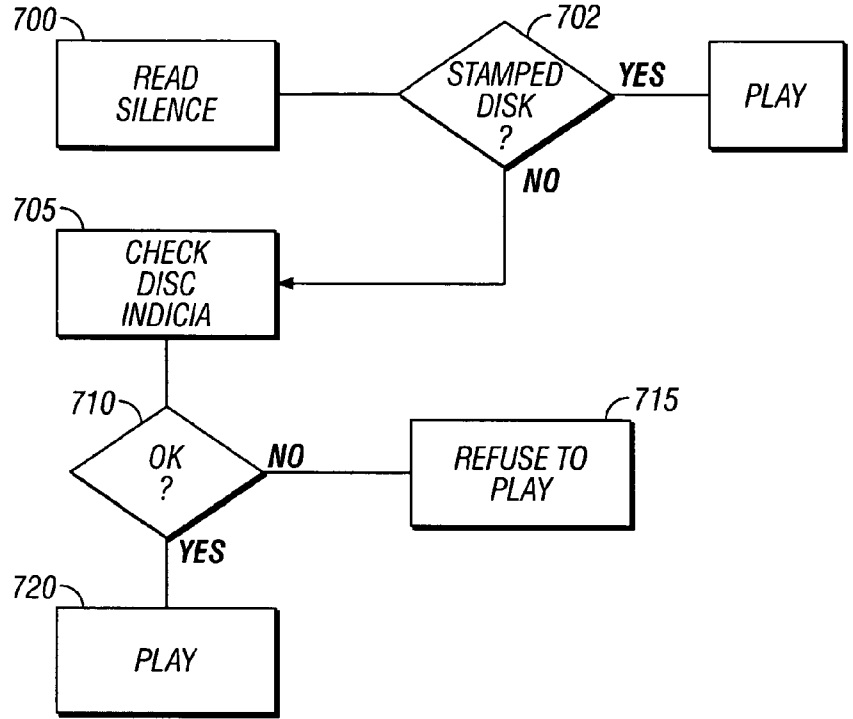 700
READ
SILENCE
702
STAMPED
DISK
?
YES
PLAY
NO
705
CHECK
DISC
INDICIA
710
OK
?
NO
715
REFUSE TO
PLAY
YES
720
PLAY